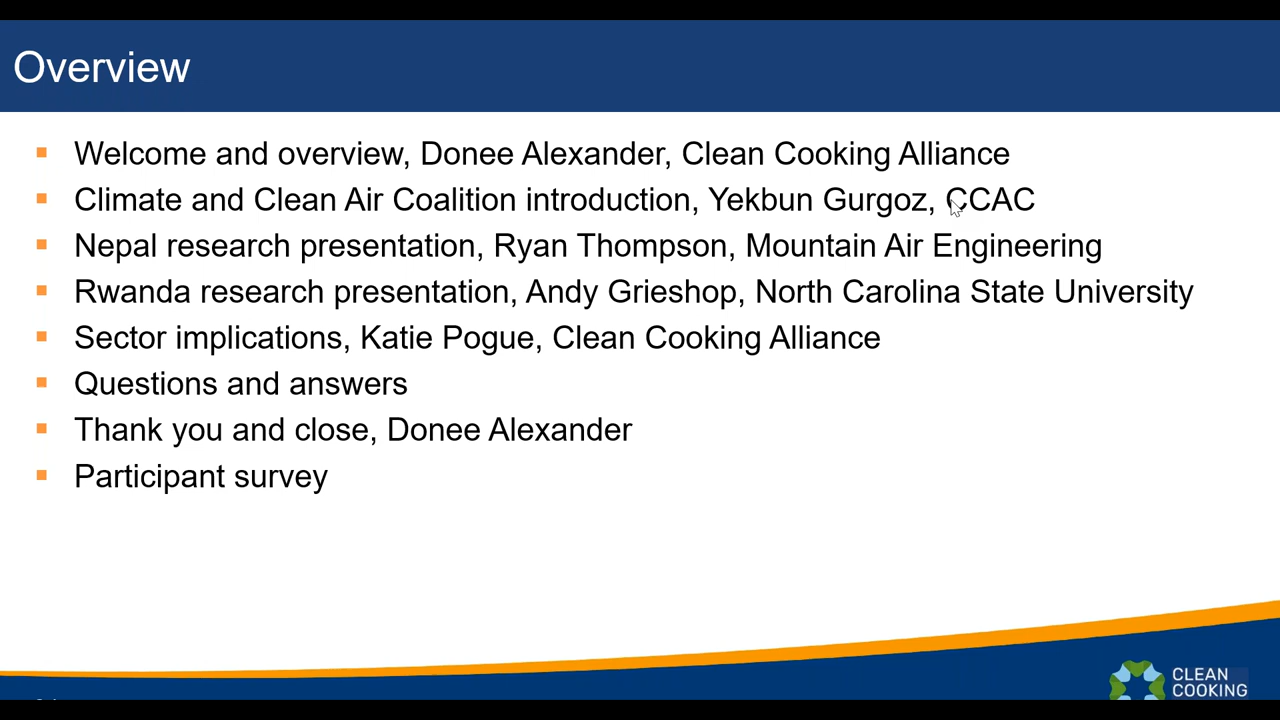 Overview
Welcome and overview, Donee Alexander, Clean Cooking Alliance
Climate and Clean Air Coalition introduction, Yekbun Gurgoz, CCAC
Nepal research presentation, Ryan Thompson, Mountain Air Engineering
Rwanda research presentation, Andy Grieshop, North Carolina State University
Sector implications, Katie Pogue, Clean Cooking Alliance
Questions and answers
Thank you and close, Donee Alexander
Participant survey
CLEAN
COOKING